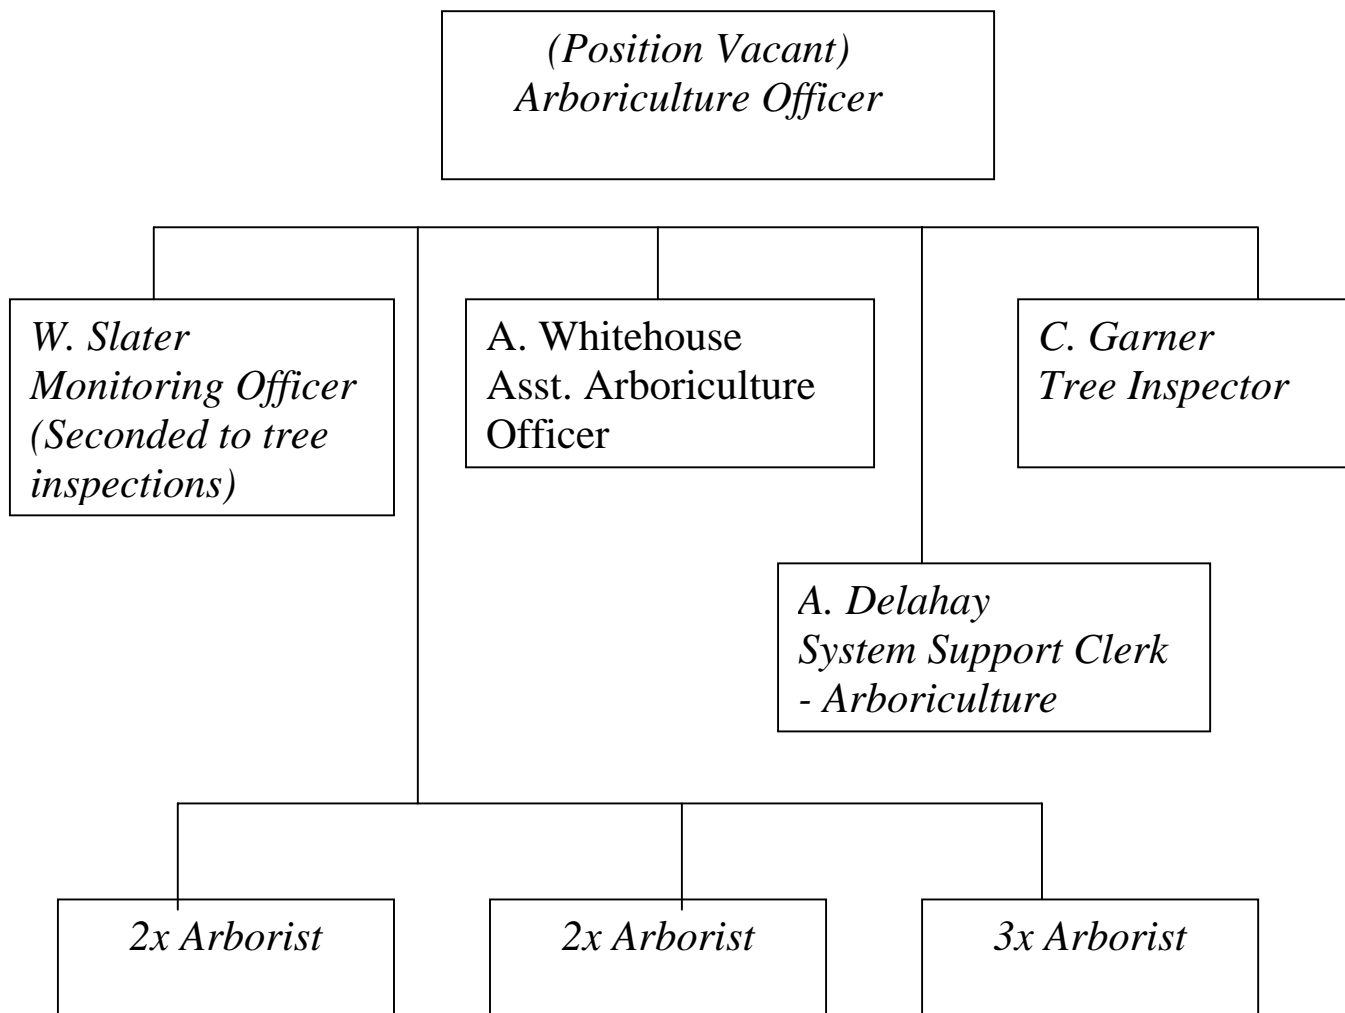 (Position Vacant)
Arboriculture Officer
W. Slater
Monitoring Officer
(Seconded to tree
inspections)
A. Whitehouse
Asst. Arboriculture
Officer
C. Garner
Tree Inspector
A. Delahay
System Support Clerk
- Arboriculture
2x Arborist
2x Arborist
3x Arborist